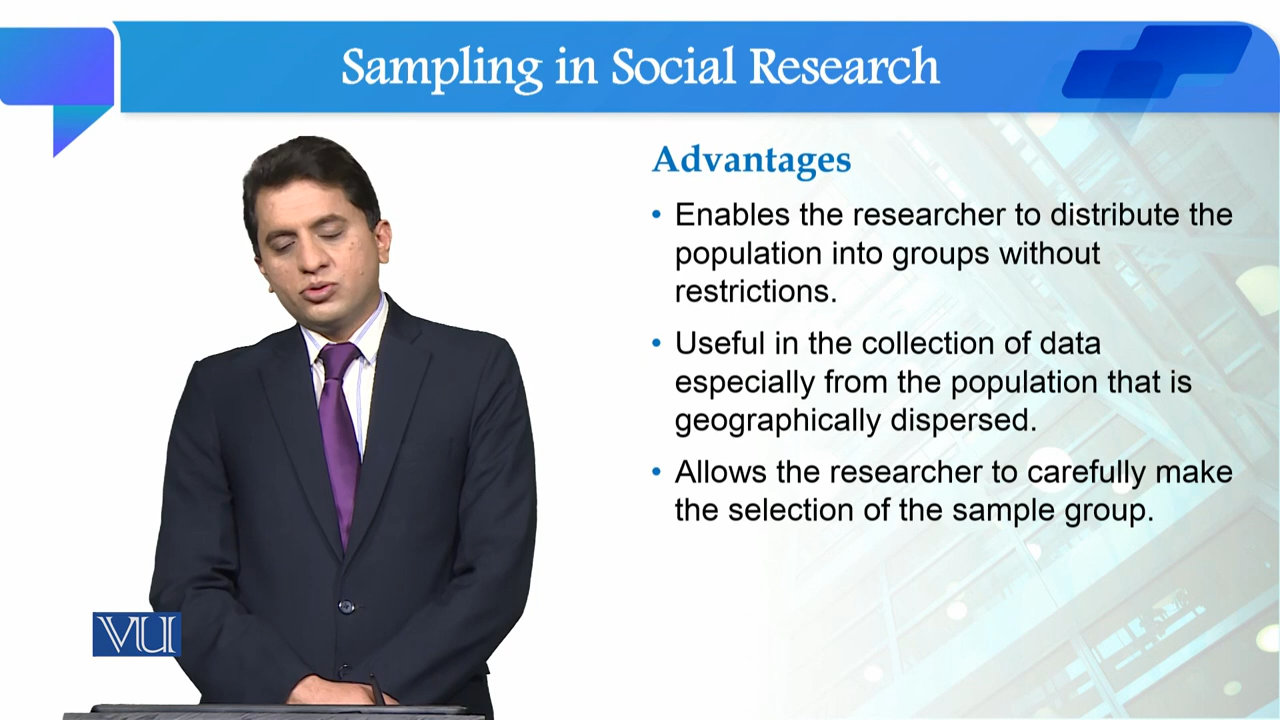 Sampling in Social Research
Advantages
• Enables the researcher to distribute the
population into groups without
restrictions.
• Useful in the collection of data
especially from the population that is
geographically dispersed.
• Allows the researcher to carefully make
the selection of the sample group.
VU